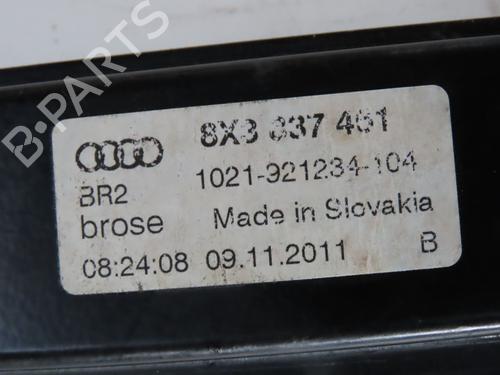 B-PARTS
8X3 837 461
1021-921234-104
BR2
brose Made in Slovakia
08:24:08 09.11.2011 B